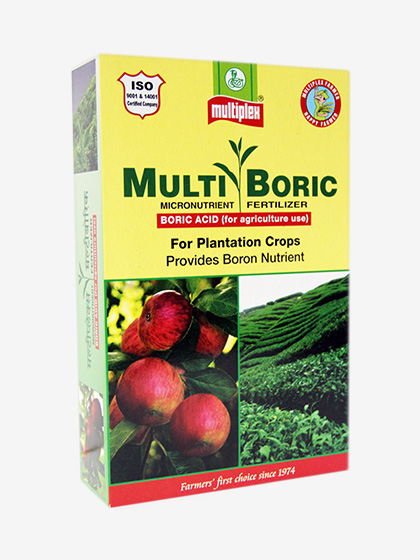 ISO
9001 & 14001
Certified Company
multiplex®
MULTIPLEX FARMER
HAPPY FARMER
MULTI BORIC
MICRONUTRIENT FERTILIZER
BORIC ACID (for agriculture use)
For Plantation Crops
Provides Boron Nutrient
Farmers' first choice since 1974